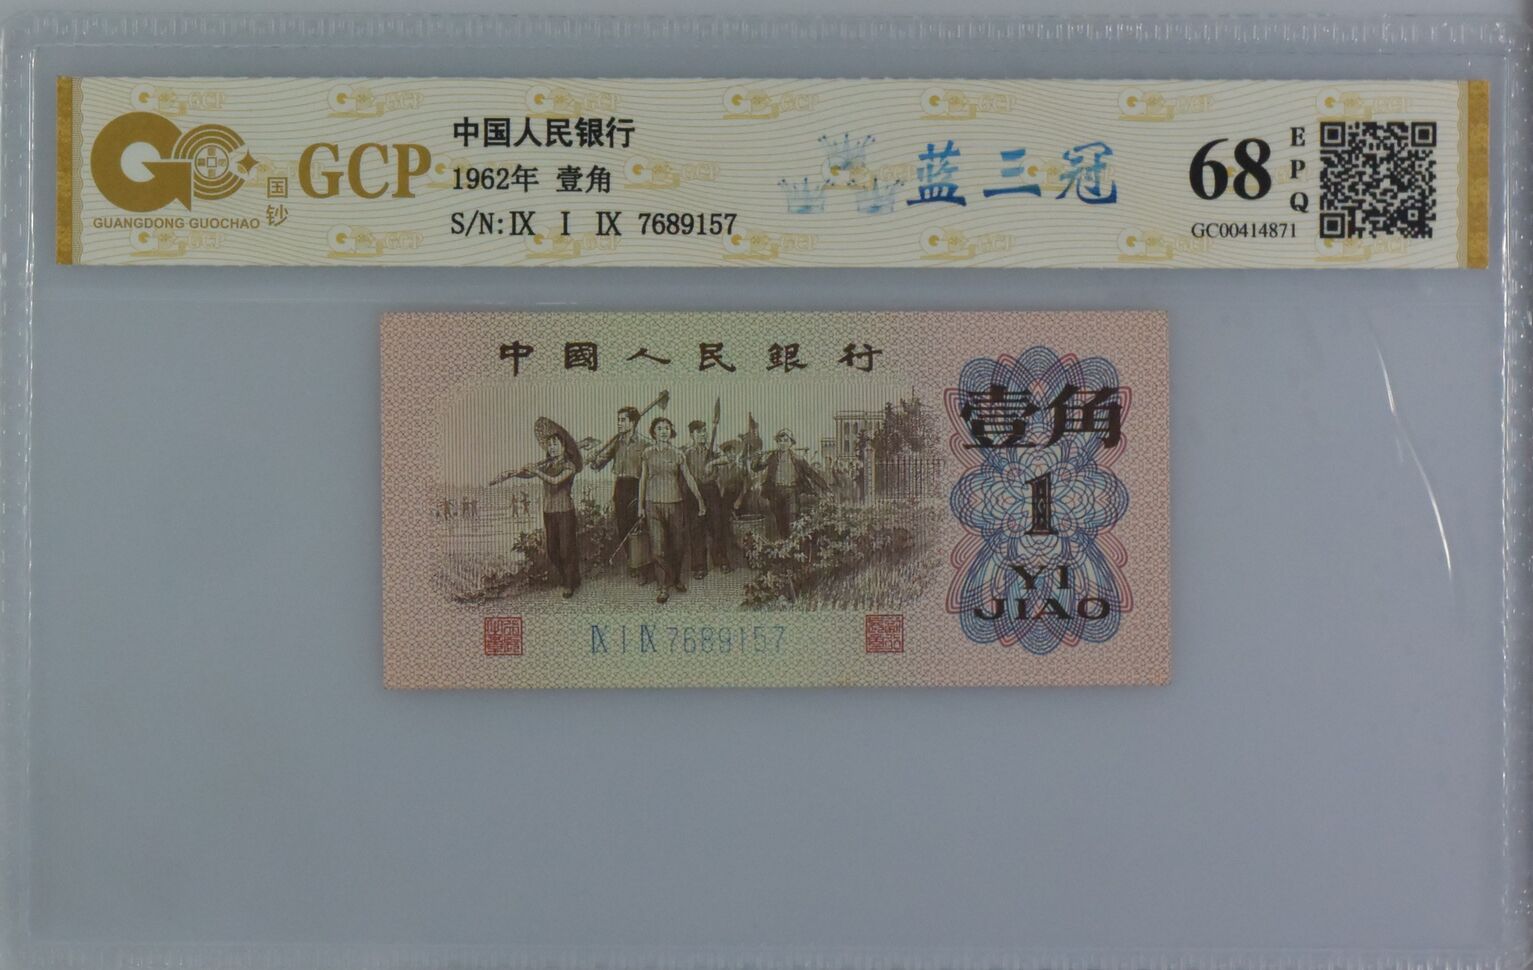 中国人民银行
1962年 壹角
S/N:Ⅸ Ⅰ Ⅸ 7689157
GCP
国钞
GUANGDONG GUOCHAO
蓝三冠
68
EPQ
GC00414871
中國人民銀行
壹角
1
YI
JIAO
Ⅸ Ⅰ Ⅸ 7689157